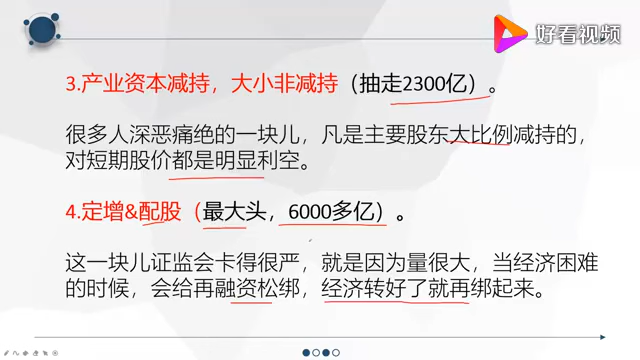 好看视频
3.产业资本减持，大小非减持（抽走2300亿）。
很多人深恶痛绝的一块儿，凡是主要股东大比例减持的，
对短期股价都是明显利空。
4.定增&配股（最大头，6000多亿）。
这一块儿证监会卡得很严，就是因为量很大，当经济困难
的时候，会给再融资松绑，经济转好了就再绑起来。